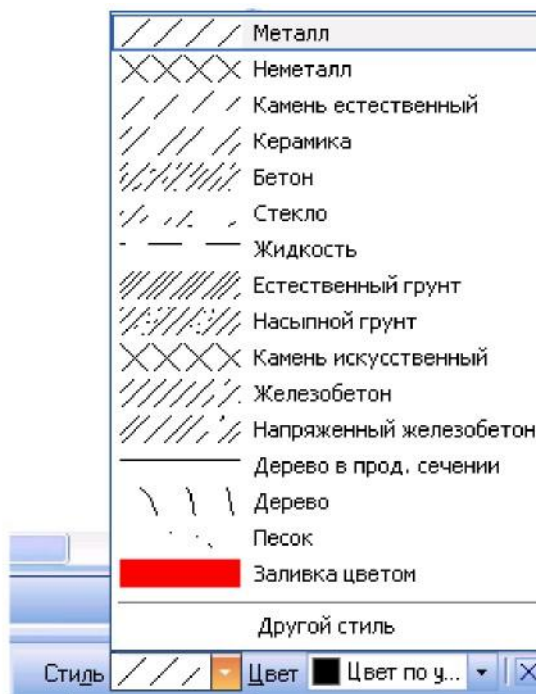 Металл
Неметалл
Камень естественный
Керамика
Бетон
Стекло
Жидкость
Естественный грунт
Насыпной грунт
Камень искусственный
Железобетон
Напряженный железобетон
Дерево в прод. сечении
Дерево
Песок
Заливка цветом
Другой стиль
Стиль Цвет Цвет по у...